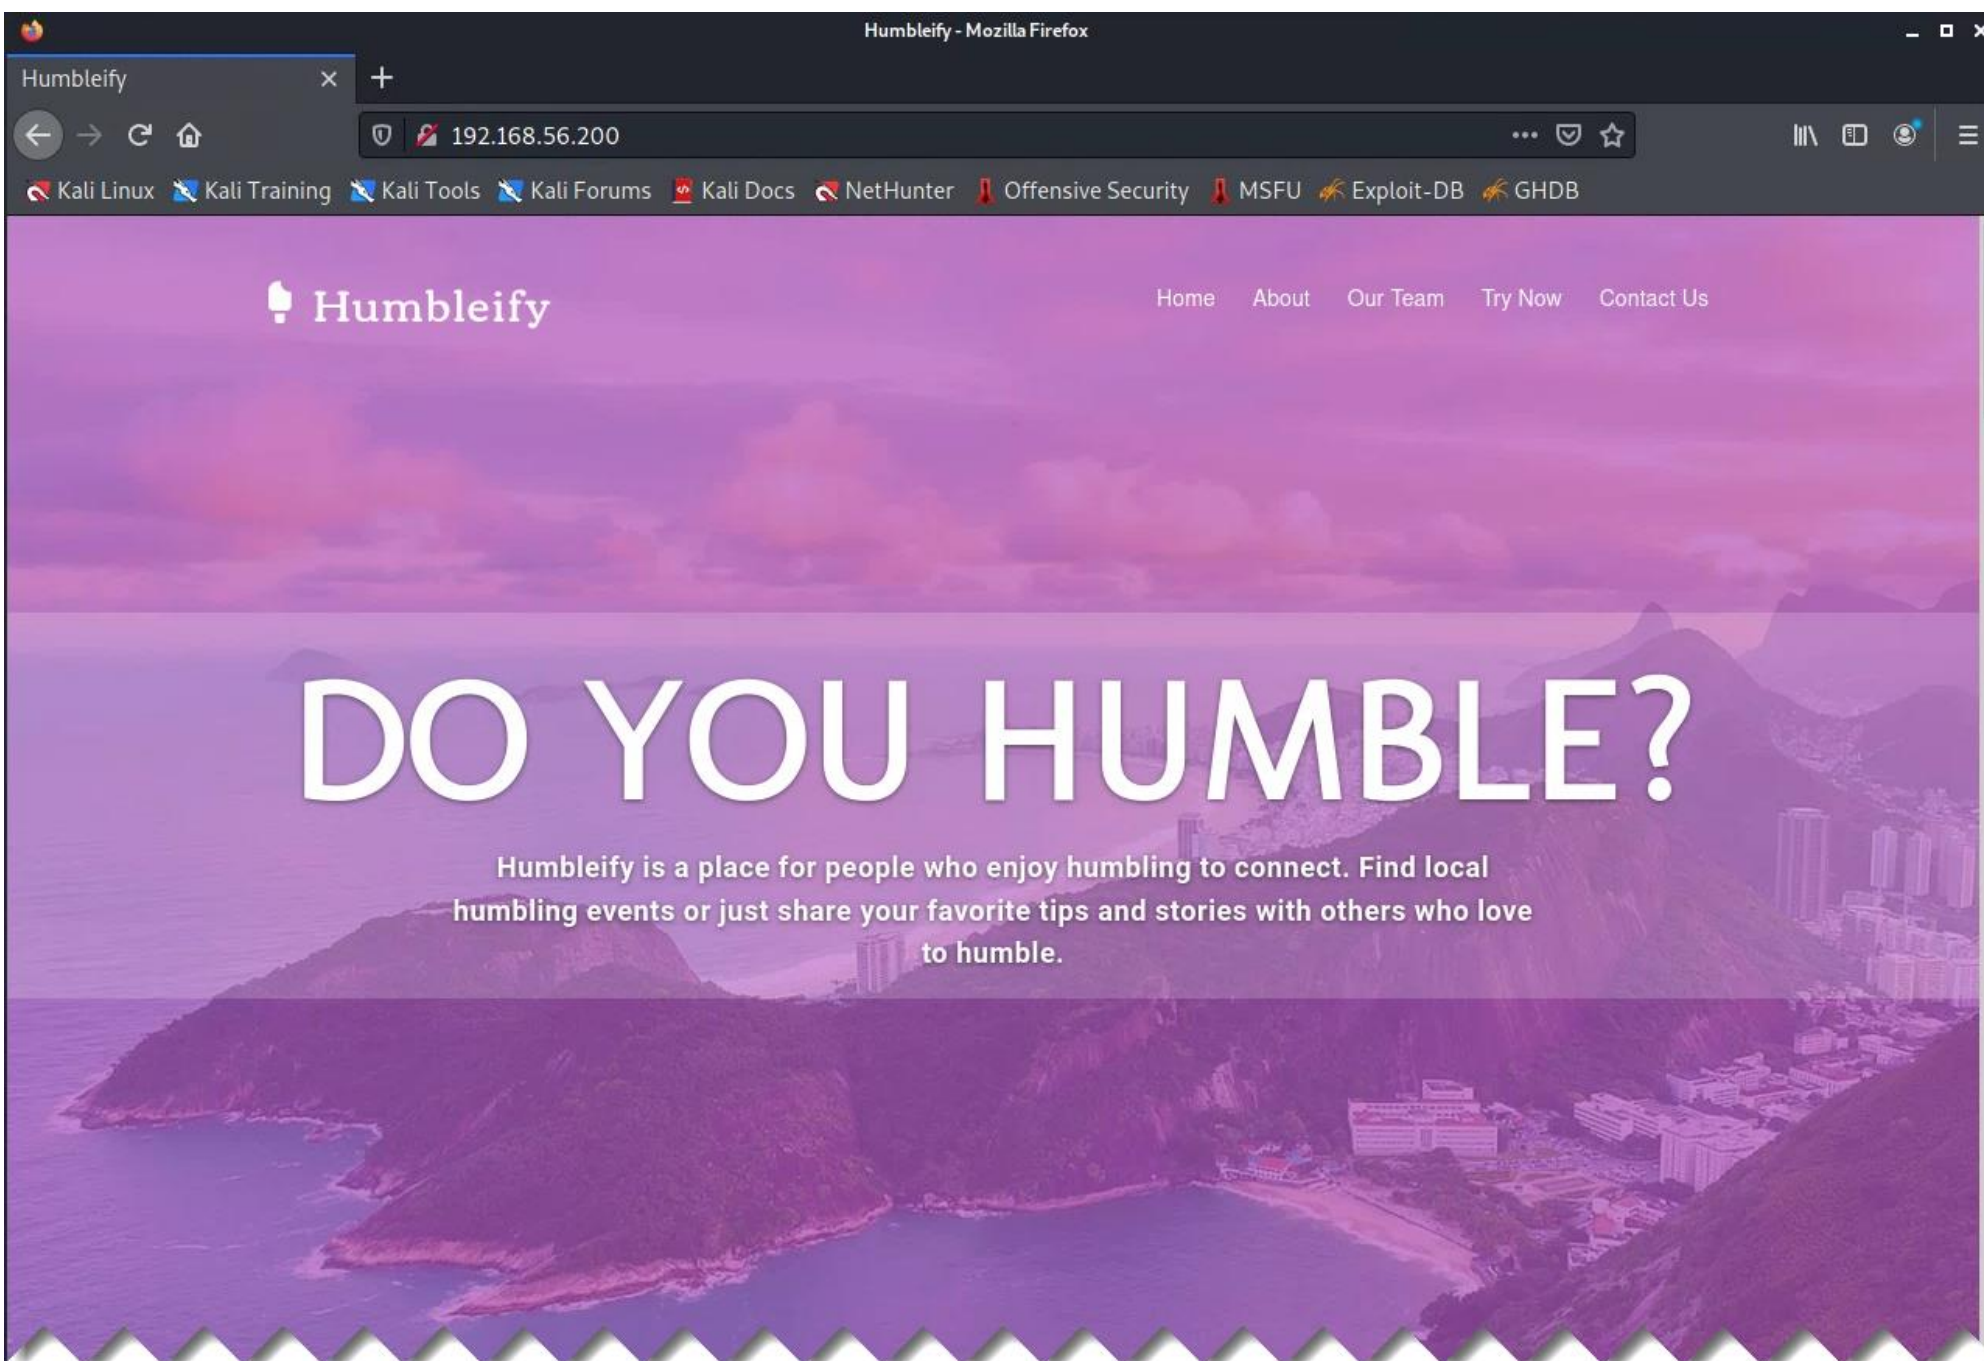 Humbleify - Mozilla Firefox
Humbleify
192.168.56.200
Kali Linux Kali Training Kali Tools Kali Forums Kali Docs NetHunter Offensive Security MSFU Exploit-DB GHDB
Humbleify
Home About Our Team Try Now Contact Us
DO YOU HUMBLE?
Humbleify is a place for people who enjoy humbling to connect. Find local
humbling events or just share your favorite tips and stories with others who love
to humble.